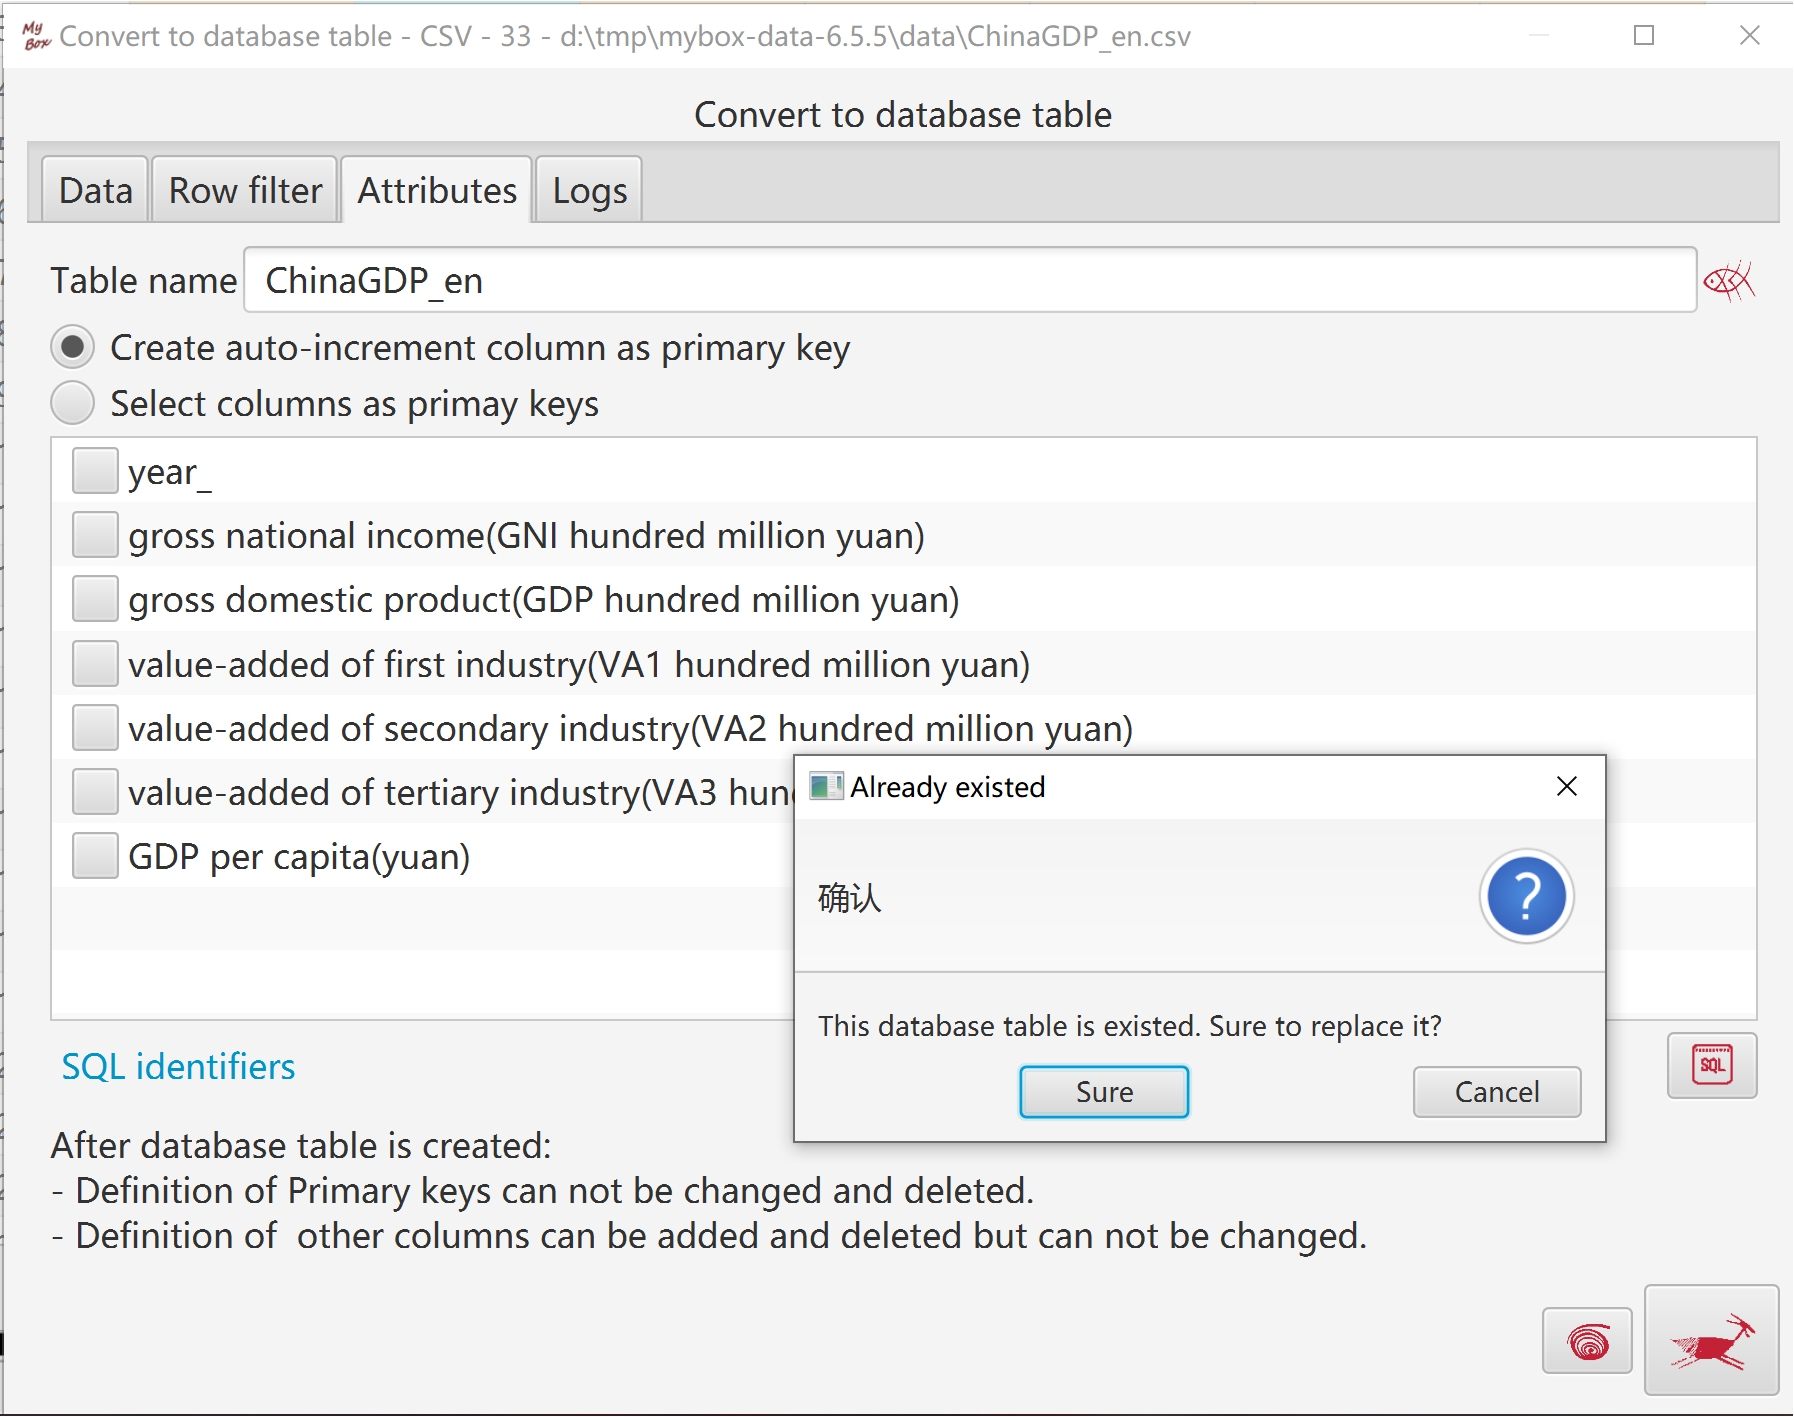 My Box Convert to database table - CSV - 33 - d:\tmp\mybox-data-6.5.5\data\ChinaGDP_en.csv
Convert to database table
Data Row filter Attributes Logs
Table name ChinaGDP_en
Create auto-increment column as primary key
Select columns as primay keys
year_
gross national income(GNI hundred million yuan)
gross domestic product(GDP hundred million yuan)
value-added of first industry(VA1 hundred million yuan)
value-added of secondary industry(VA2 hundred million yuan)
value-added of tertiary industry(VA3
GDP per capita(yuan)
Already existed
确认
?
This database table is existed. Sure to replace it?
Sure Cancel
SQL identifiers
SQL
After database table is created:
- Definition of Primary keys can not be changed and deleted.
- Definition of  other columns can be added and deleted but can not be changed.